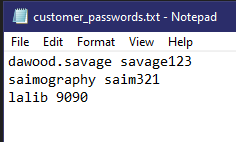 customer_passwords.txt - Notepad
File Edit Format View Help
dawood.savage savage123
saimography saim321
lalib 9090